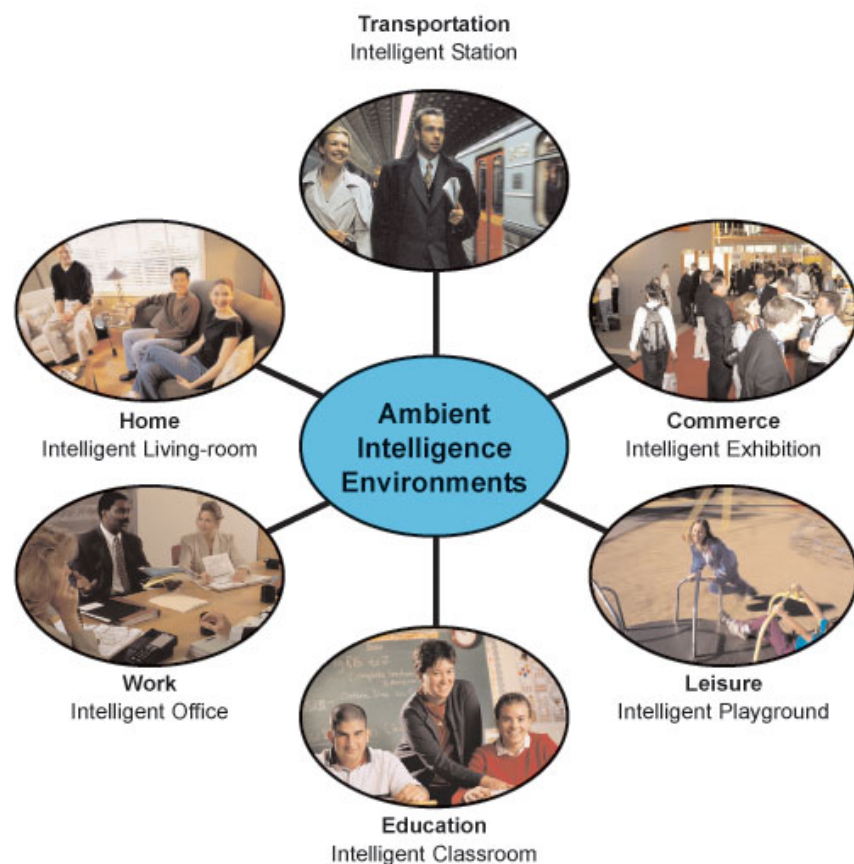 Transportation
Intelligent Station
Home
Intelligent Living-room
Ambient
Intelligence
Environments
Commerce
Intelligent Exhibition
Work
Intelligent Office
Leisure
Intelligent Playground
Education
Intelligent Classroom